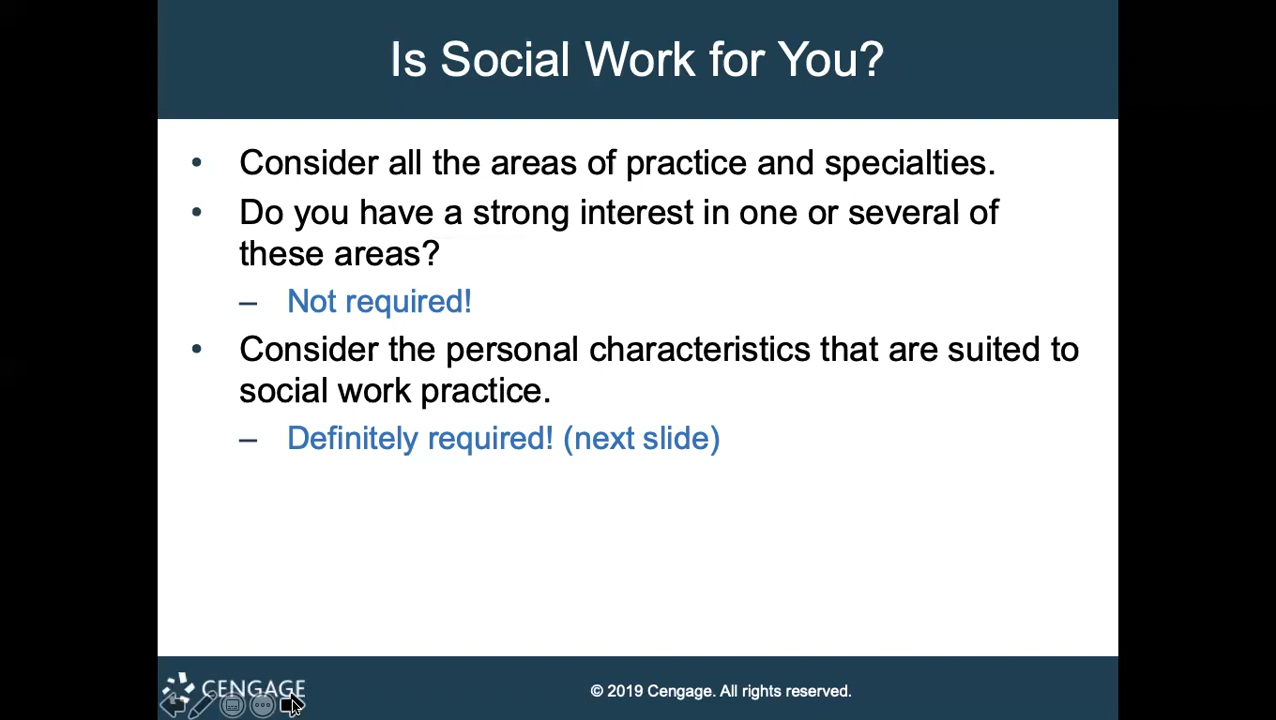 Is Social Work for You?
• Consider all the areas of practice and specialties.
• Do you have a strong interest in one or several of
these areas?
– Not required!
• Consider the personal characteristics that are suited to
social work practice.
– Definitely required! (next slide)
CENGAGE
© 2019 Cengage. All rights reserved.